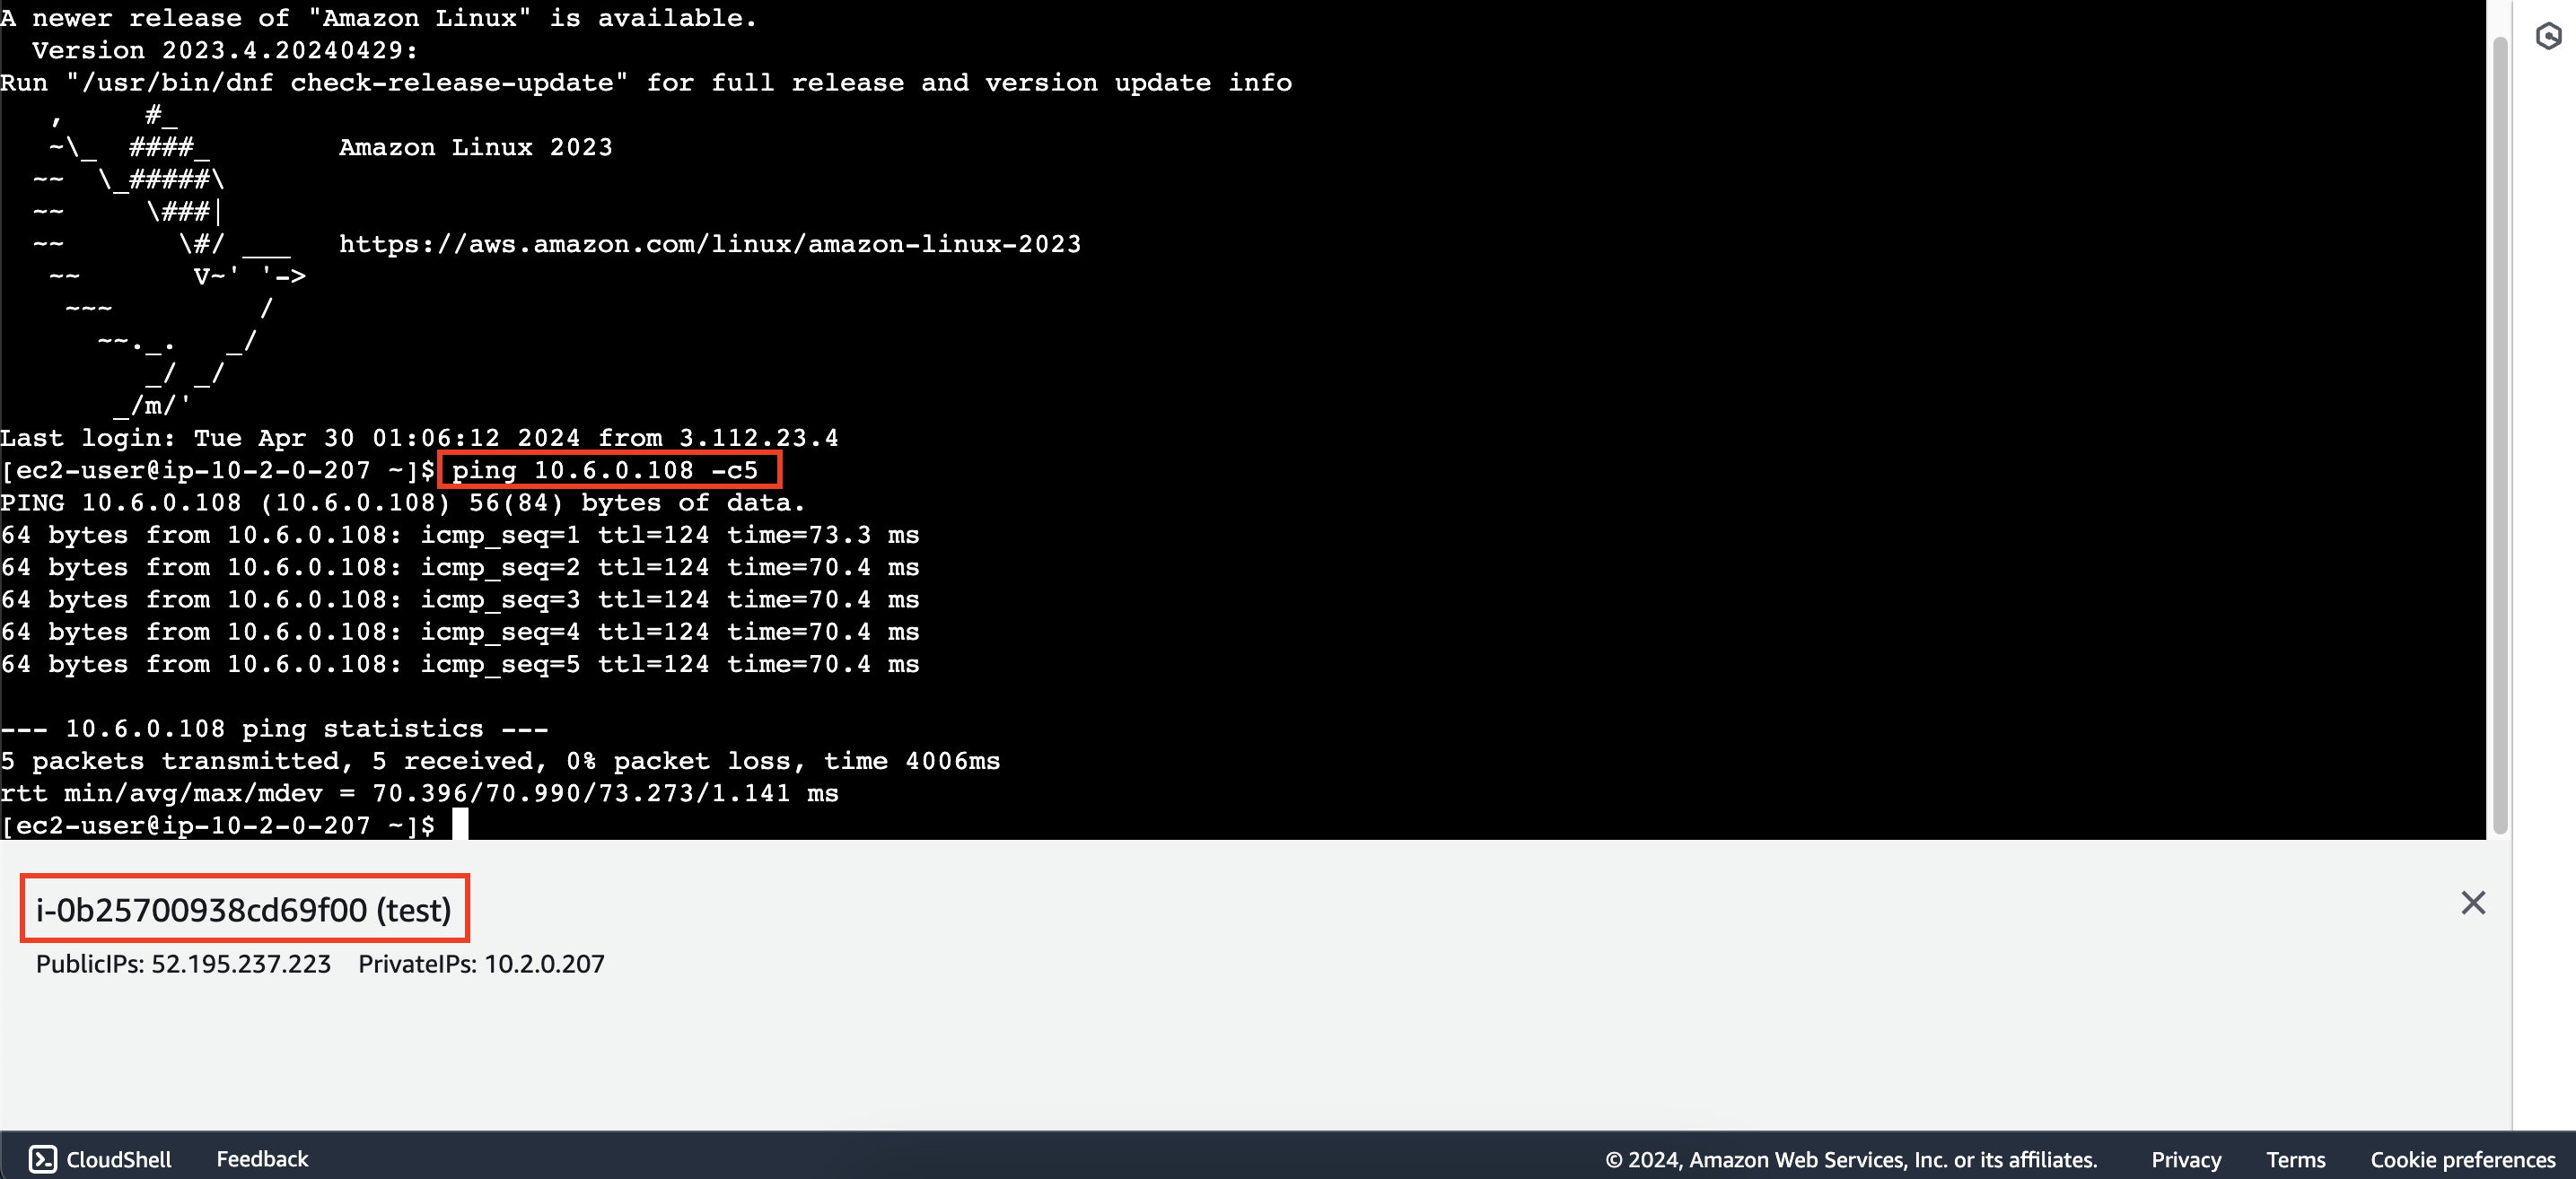 A newer release of "Amazon Linux" is available.
  Version 2023.4.20240429:
Run "/usr/bin/dnf check-release-update" for full release and version update info
   ,     #_
   ~\_  ####_        Amazon Linux 2023
  ~~  \_#####\
  ~~     \###|
  ~~       \#/ ___   https://aws.amazon.com/linux/amazon-linux-2023
   ~~       V~' '->
    ~~~         /
      ~~._.   _/
         _/ _/
       _/m/'
Last login: Tue Apr 30 01:06:12 2024 from 3.112.23.4
[ec2-user@ip-10-2-0-207 ~]$ ping 10.6.0.108 -c5
PING 10.6.0.108 (10.6.0.108) 56(84) bytes of data.
64 bytes from 10.6.0.108: icmp_seq=1 ttl=124 time=73.3 ms
64 bytes from 10.6.0.108: icmp_seq=2 ttl=124 time=70.4 ms
64 bytes from 10.6.0.108: icmp_seq=3 ttl=124 time=70.4 ms
64 bytes from 10.6.0.108: icmp_seq=4 ttl=124 time=70.4 ms
64 bytes from 10.6.0.108: icmp_seq=5 ttl=124 time=70.4 ms

--- 10.6.0.108 ping statistics ---
5 packets transmitted, 5 received, 0% packet loss, time 4006ms
rtt min/avg/max/mdev = 70.396/70.990/73.273/1.141 ms
[ec2-user@ip-10-2-0-207 ~]$
i-0b25700938cd69f00 (test)
PublicIPs: 52.195.237.223 PrivateIPs: 10.2.0.207
CloudShell Feedback © 2024, Amazon Web Services, Inc. or its affiliates. Privacy Terms Cookie preferences